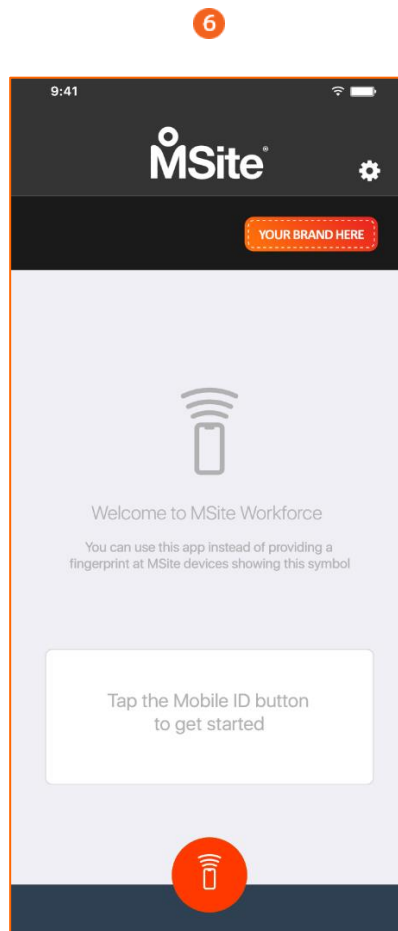 6
9:41
MSite®
YOUR BRAND HERE
Welcome to MSite Workforce
You can use this app instead of providing a
fingerprint at MSite devices showing this symbol
Tap the Mobile ID button
to get started